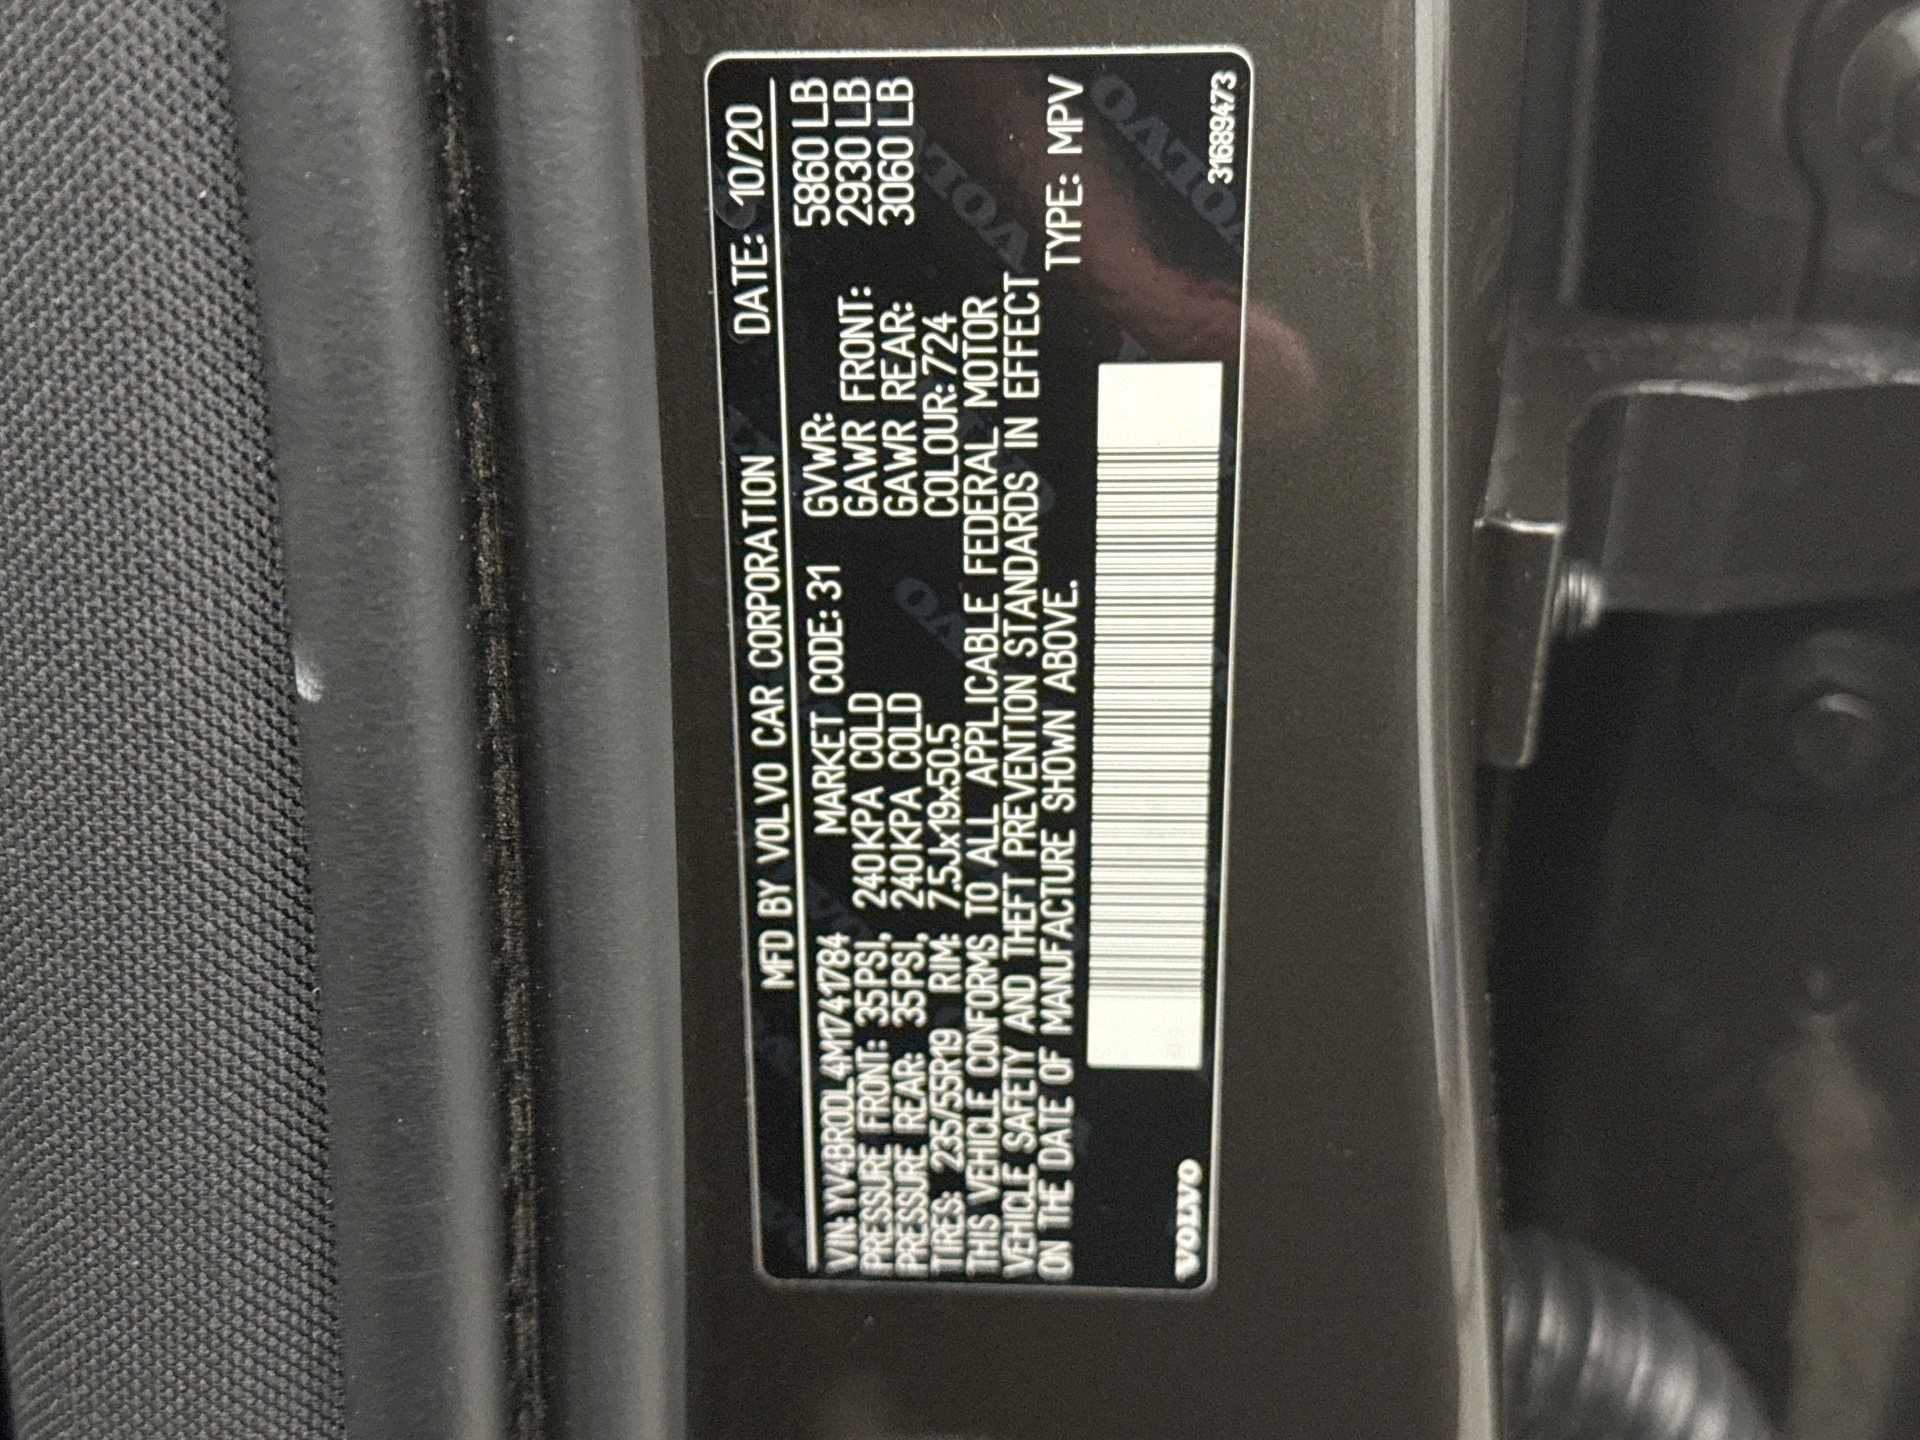 MFD BY VOLVO CAR CORPORATION DATE: 10/20
VIN: YV4BR0DL4M1741784 MARKET CODE: 31 GVWR: 5860 LB
PRESSURE FRONT: 35PSI, 240KPA COLD GAWR FRONT: 2930 LB
PRESSURE REAR: 35PSI, 240KPA COLD GAWR REAR: 3060 LB
TIRES: 235/55R19 RIM: 7.5Jx19x50.5 COLOUR: 724
THIS VEHICLE CONFORMS TO ALL APPLICABLE FEDERAL MOTOR
VEHICLE SAFETY AND THEFT PREVENTION STANDARDS IN EFFECT
ON THE DATE OF MANUFACTURE SHOWN ABOVE. TYPE: MPV
VOLVO 31689473